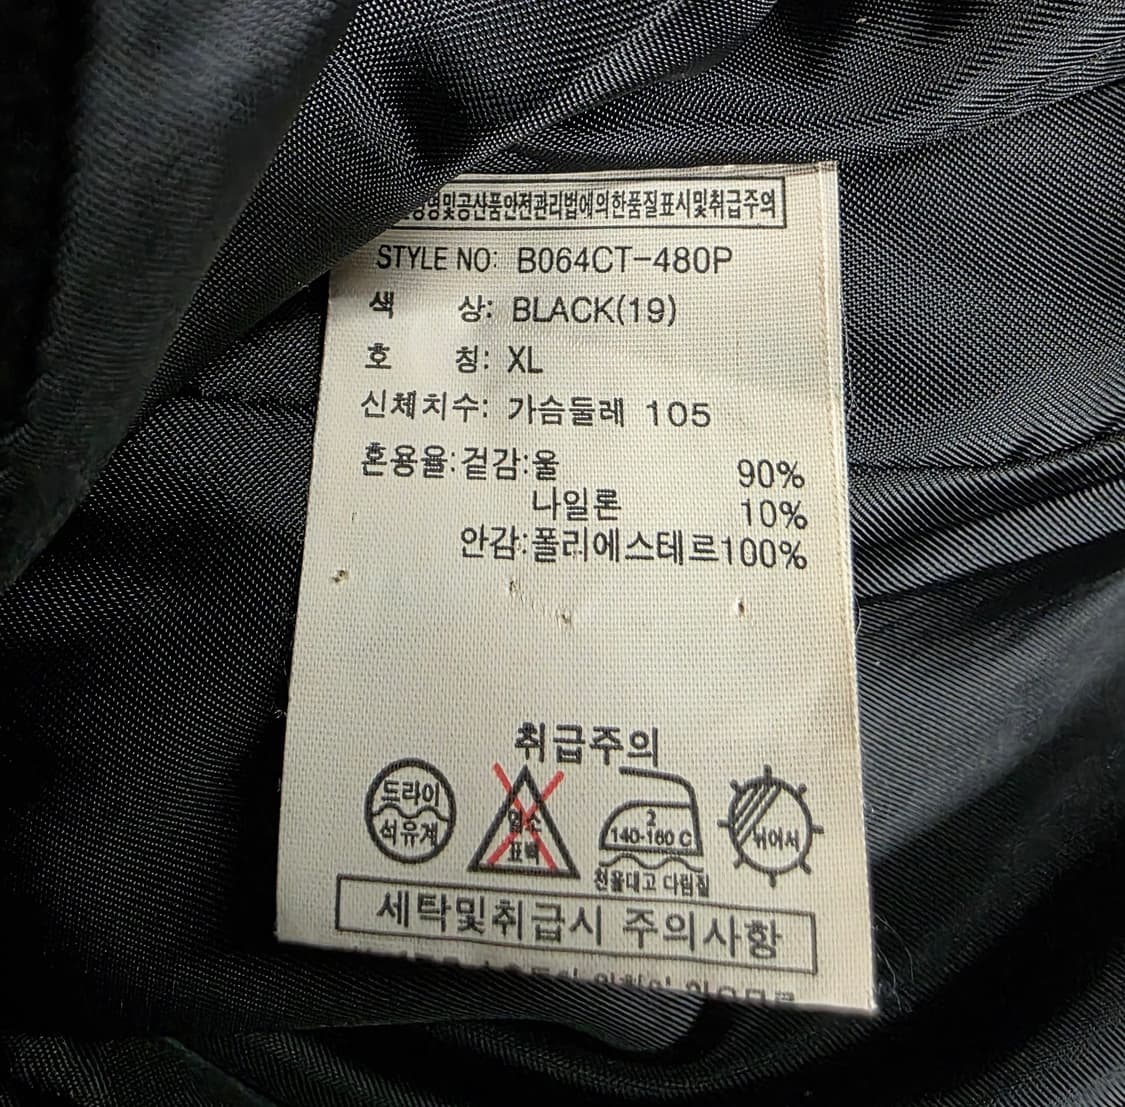 및공산품안전관리법에의한품질표시및취급주의
STYLE NO: B064CT-480P
색 상: BLACK(19)
호 칭: XL
신체치수: 가슴둘레 105
혼용율:겉감:울 90%
나일론 10%
안감:폴리에스테르100%
취급주의
드라이
석유계
염소
표백
2
140-160 C
천을대고 다림질
뉘어서
세탁및취급시 주의사항